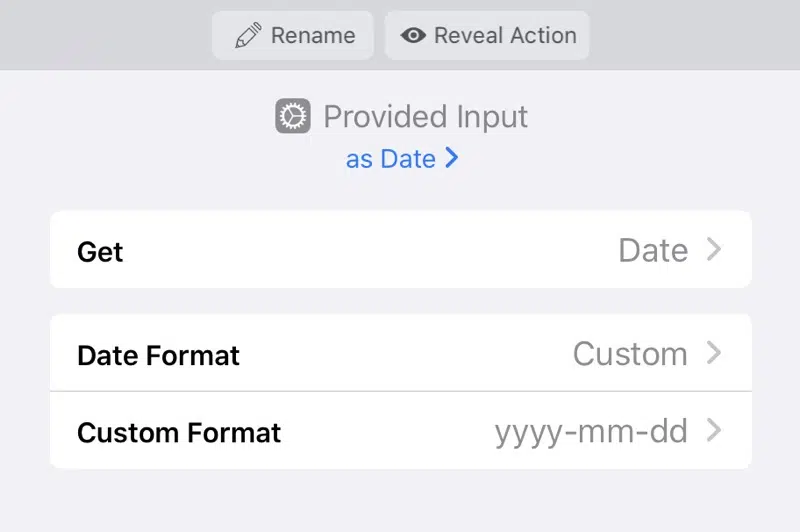 Rename
Reveal Action
Provided Input
as Date
Get
Date
Date Format
Custom
Custom Format
yyyy-mm-dd